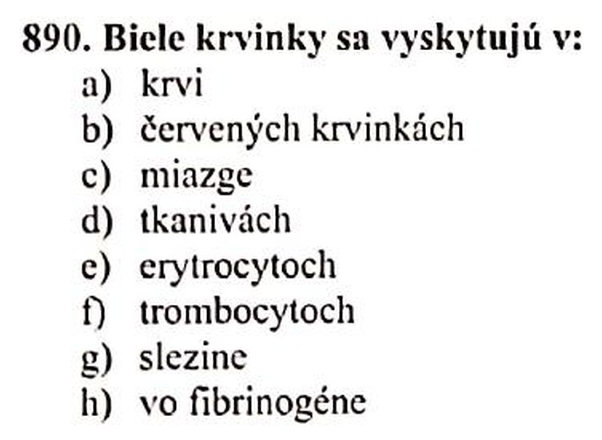 890. Biele krvinky sa vyskytujú v:
a) krvi
b) červených krvinkách
c) miazge
d) tkanivách
e) erytrocytoch
f) trombocytoch
g) slezine
h) vo fibrinogéne